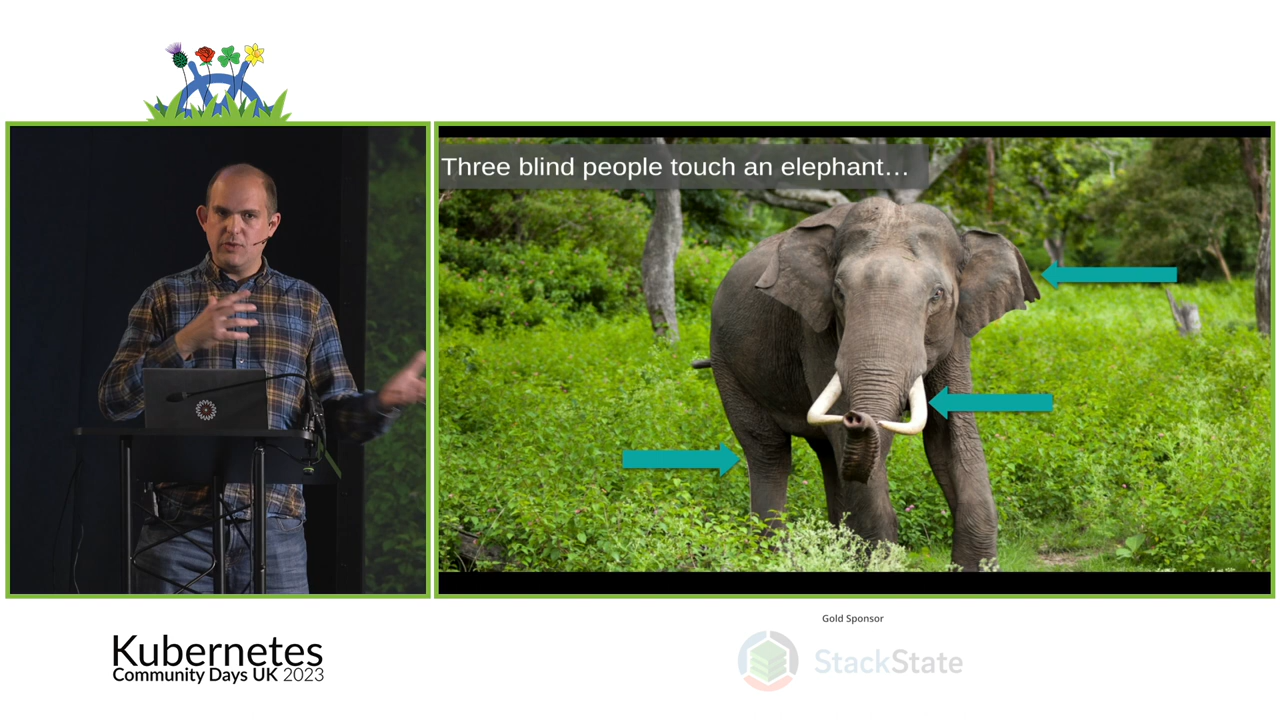 Three blind people touch an elephant…
Kubernetes
Community Days UK 2023
Gold Sponsor
StackState